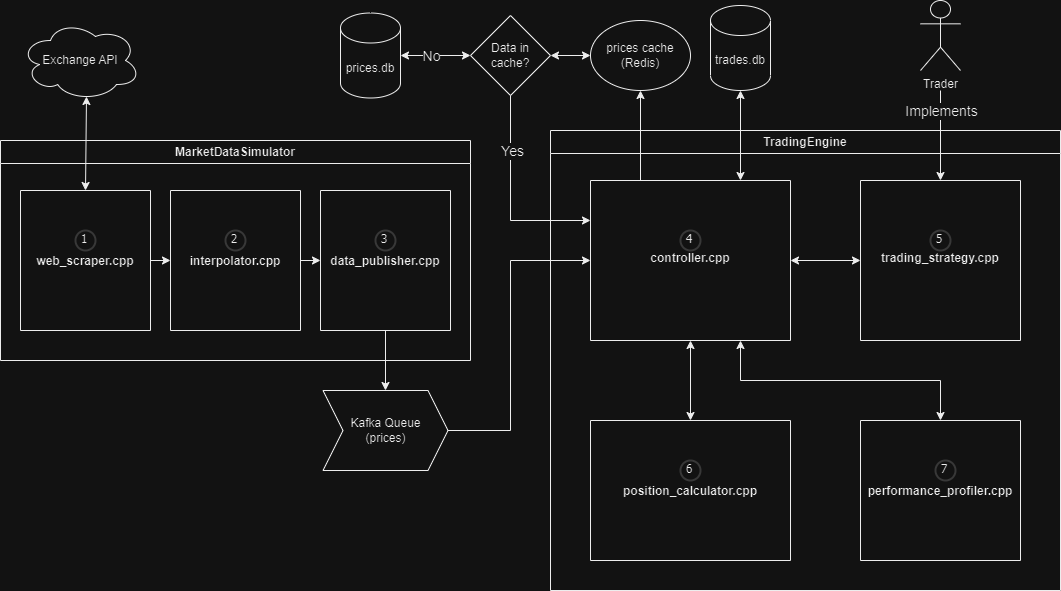 Exchange API
prices.db
No
Data in
cache?
prices cache
(Redis)
trades.db
Trader
Implements
Yes
MarketDataSimulator
TradingEngine
1
web_scraper.cpp
2
interpolator.cpp
3
data_publisher.cpp
4
controller.cpp
5
trading_strategy.cpp
Kafka Queue
(prices)
6
position_calculator.cpp
7
performance_profiler.cpp